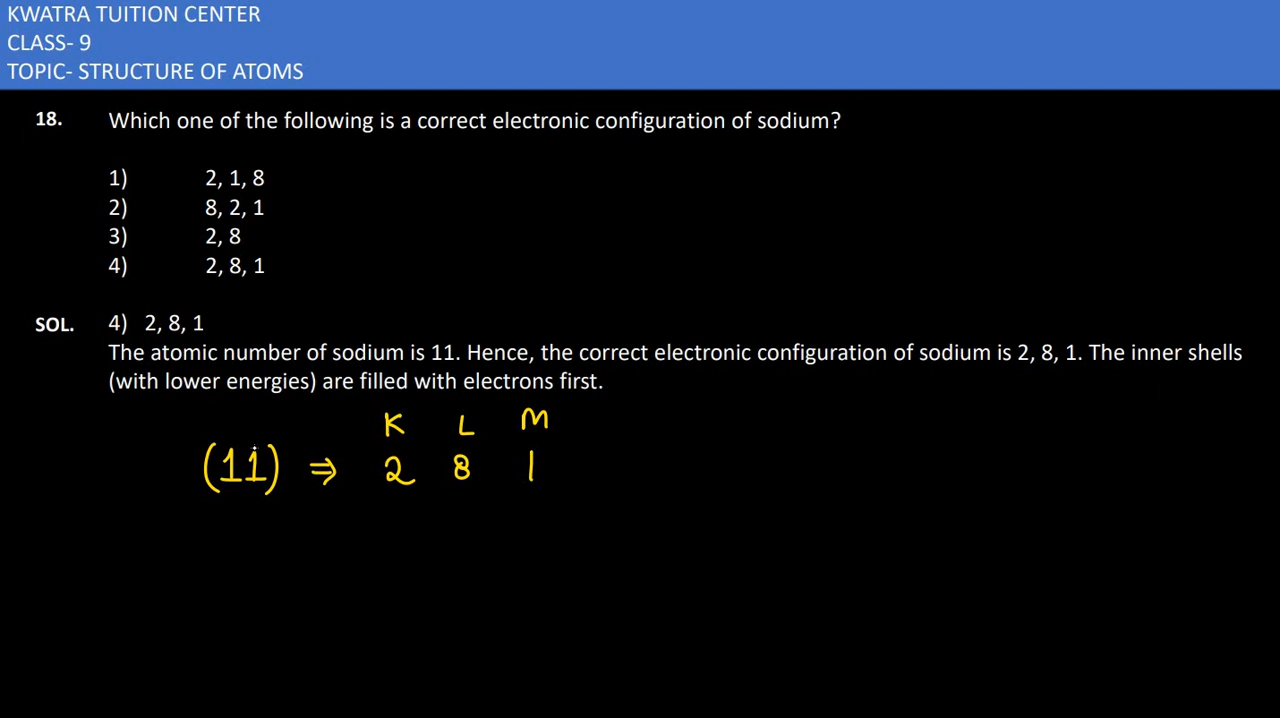 KWATRA TUITION CENTER
CLASS- 9
TOPIC- STRUCTURE OF ATOMS
18. Which one of the following is a correct electronic configuration of sodium?
1) 2, 1, 8
2) 8, 2, 1
3) 2, 8
4) 2, 8, 1
SOL. 4) 2, 8, 1
The atomic number of sodium is 11. Hence, the correct electronic configuration of sodium is 2, 8, 1. The inner shells
(with lower energies) are filled with electrons first.
K L M
(11) ⇒ 2 8 1